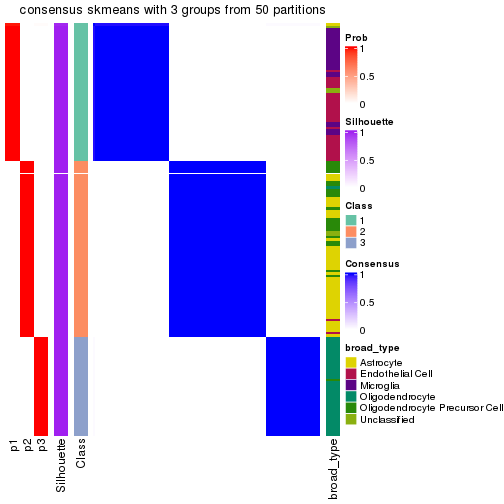 consensus skmeans with 3 groups from 50 partitions
Prob
1
0.5
0
Silhouette
1
0.5
0
Class
1
2
3
Consensus
1
0.5
0
broad_type
Astrocyte
Endothelial Cell
Microglia
Oligodendrocyte
Oligodendrocyte Precursor Cell
Unclassified
p1
p2
p3
Silhouette
Class
broad_type